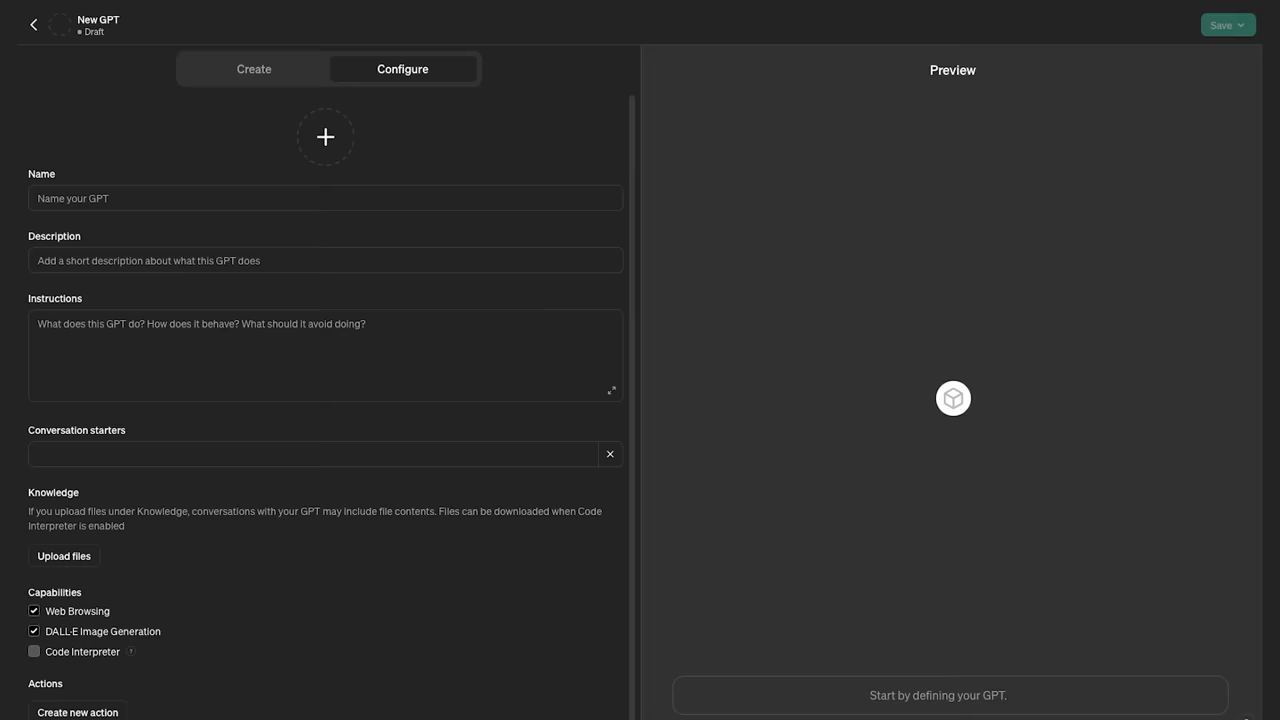 New GPT
Draft
Save
Create
Configure
Preview
Name
Name your GPT
Description
Add a short description about what this GPT does
Instructions
What does this GPT do? How does it behave? What should it avoid doing?
Conversation starters
Knowledge
If you upload files under Knowledge, conversations with your GPT may include file contents. Files can be downloaded when Code
Interpreter is enabled
Upload files
Capabilities
Web Browsing
DALL·E Image Generation
Code Interpreter ?
Actions
Create new action
Start by defining your GPT.